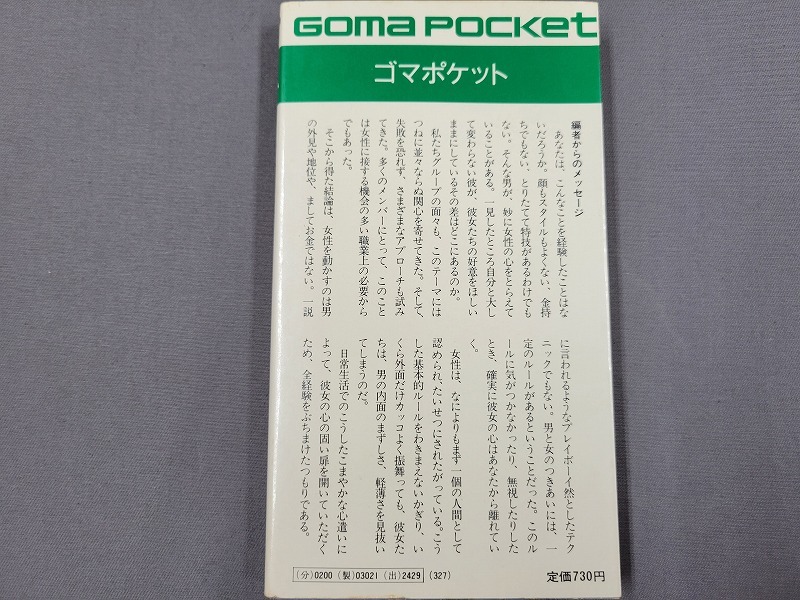 GOMA POCKET
ゴマポケット
編者からのメッセージ
あなたは、こんなことを経験したことはな
いだろうか。顔もスタイルもよくない、金持
ちでもない、とりたてて特技があるわけでも
ない。そんな男が、妙に女性の心をとらえて
いることがある。一見したところ自分と大し
て変わらない彼が、彼女たちの好意をほしい
ままにしているその差はどこにあるのか。
私たちグループの面々も、このテーマには
つねに並々ならぬ関心を寄せてきた。そして、
失敗を恐れず、さまざまなアプローチも試み
てきた。多くのメンバーにとって、このこと
は女性に接する機会の多い職業上の必要から
でもあった。
そこから得た結論は、女性を動かすのは男
の外見や地位や、ましてお金ではない。一説
に言われるようなプレイボーイ然としたテク
ニックでもない。男と女のつきあいには、一
定のルールがあるということだった。このル
ールに気がつかなかったり、無視したりした
とき、確実に彼女の心はあなたから離れてい
く。
女性は、なによりもまず一個の人間として
認められ、たいせつにされたがっている。こう
した基本的ルールをわきまえないかぎり、い
くら外面だけカッコよく振舞っても、彼女た
ちは、男の内面のまずしさ、軽薄さを見抜い
てしまうのだ。
日常生活でのこうしたこまやかな心遣いに
よって、彼女の心の固い扉を開いていただく
ため、全経験をぶちまけたつもりである。
(分)0200 (製)03021 (出)2429 (327)
定価730円